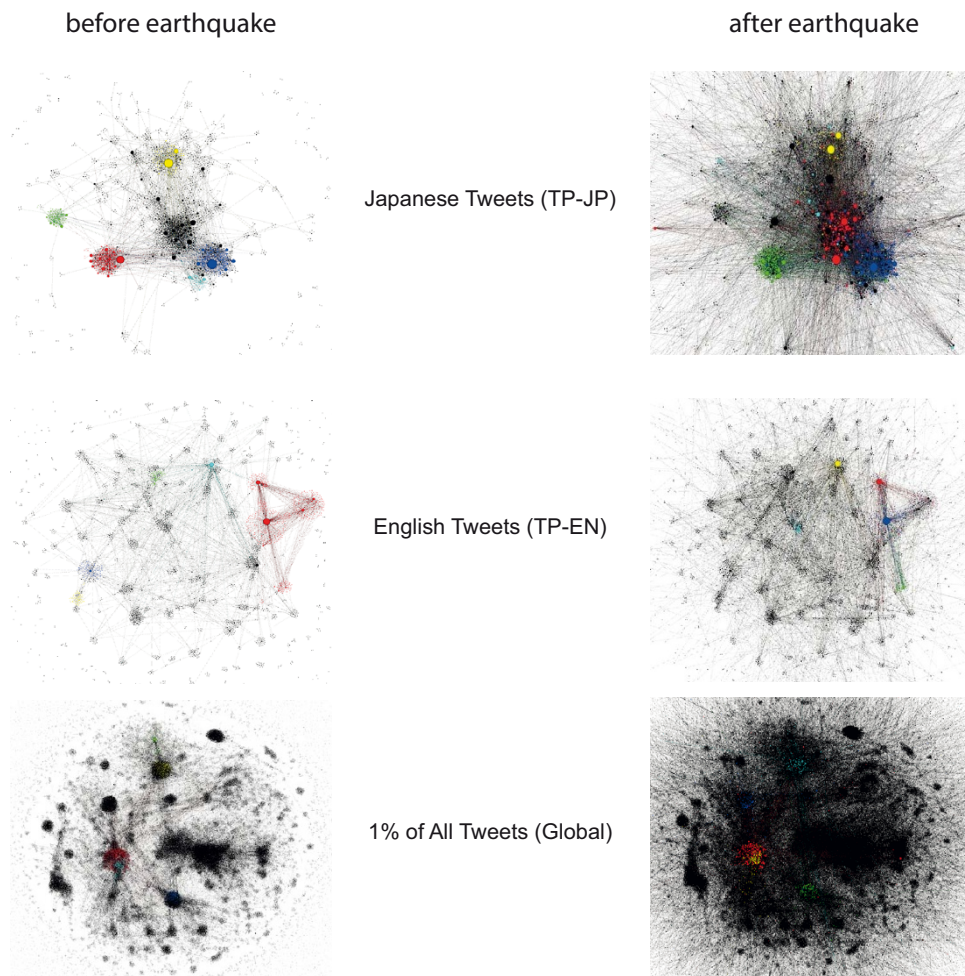 before earthquake
after earthquake
Japanese Tweets (TP-JP)
English Tweets (TP-EN)
1% of All Tweets (Global)